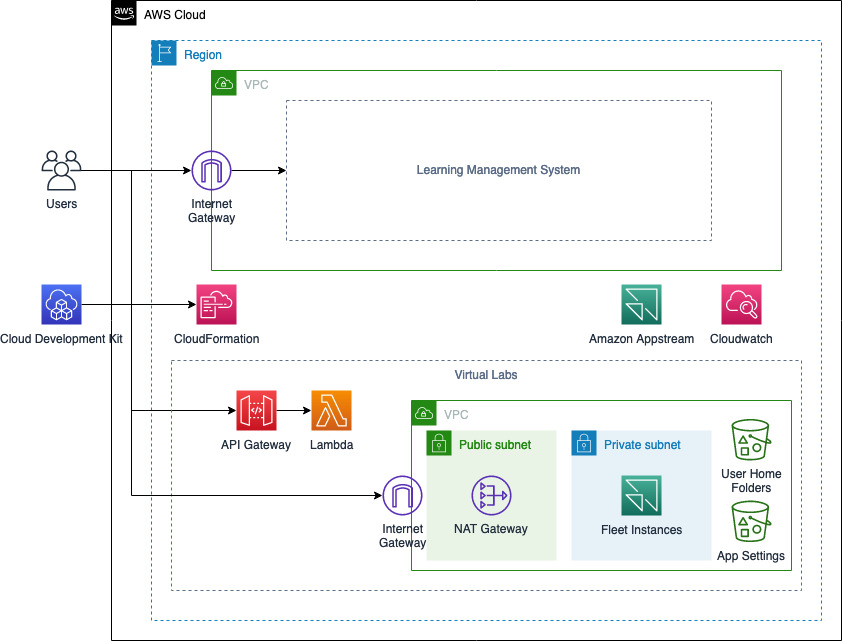 aws
AWS Cloud
Region
VPC
Learning Management System
Users
Internet
Gateway
Cloud Development Kit
CloudFormation
Amazon Appstream
Cloudwatch
Virtual Labs
API Gateway
Lambda
VPC
Public subnet
Private subnet
User Home
Folders
Internet
Gateway
NAT Gateway
Fleet Instances
App Settings